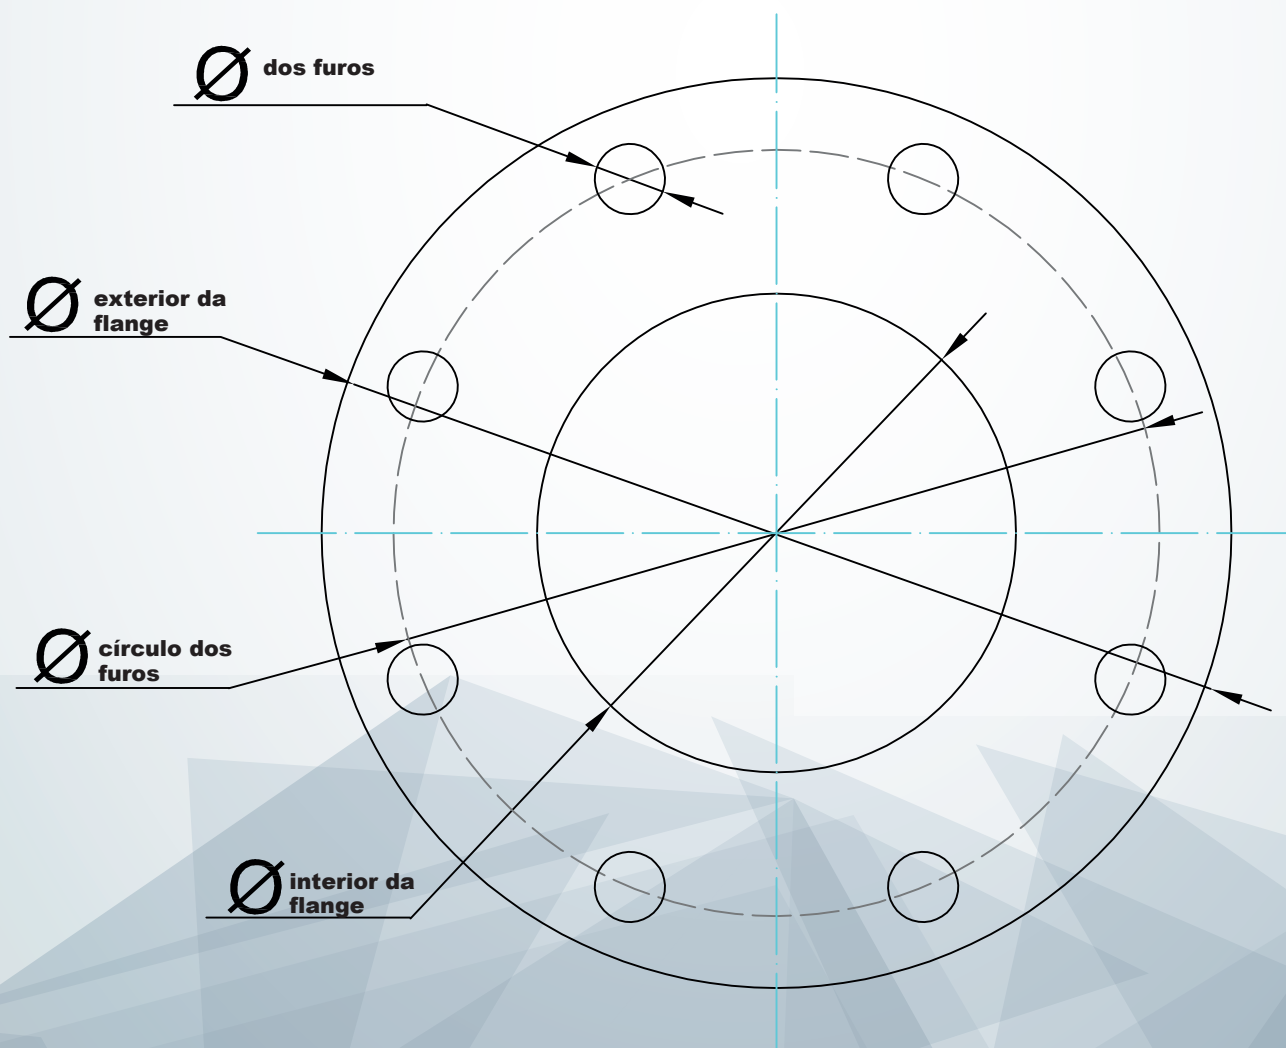 Ø dos furos
Ø exterior da
flange
Ø círculo dos
furos
Ø interior da
flange